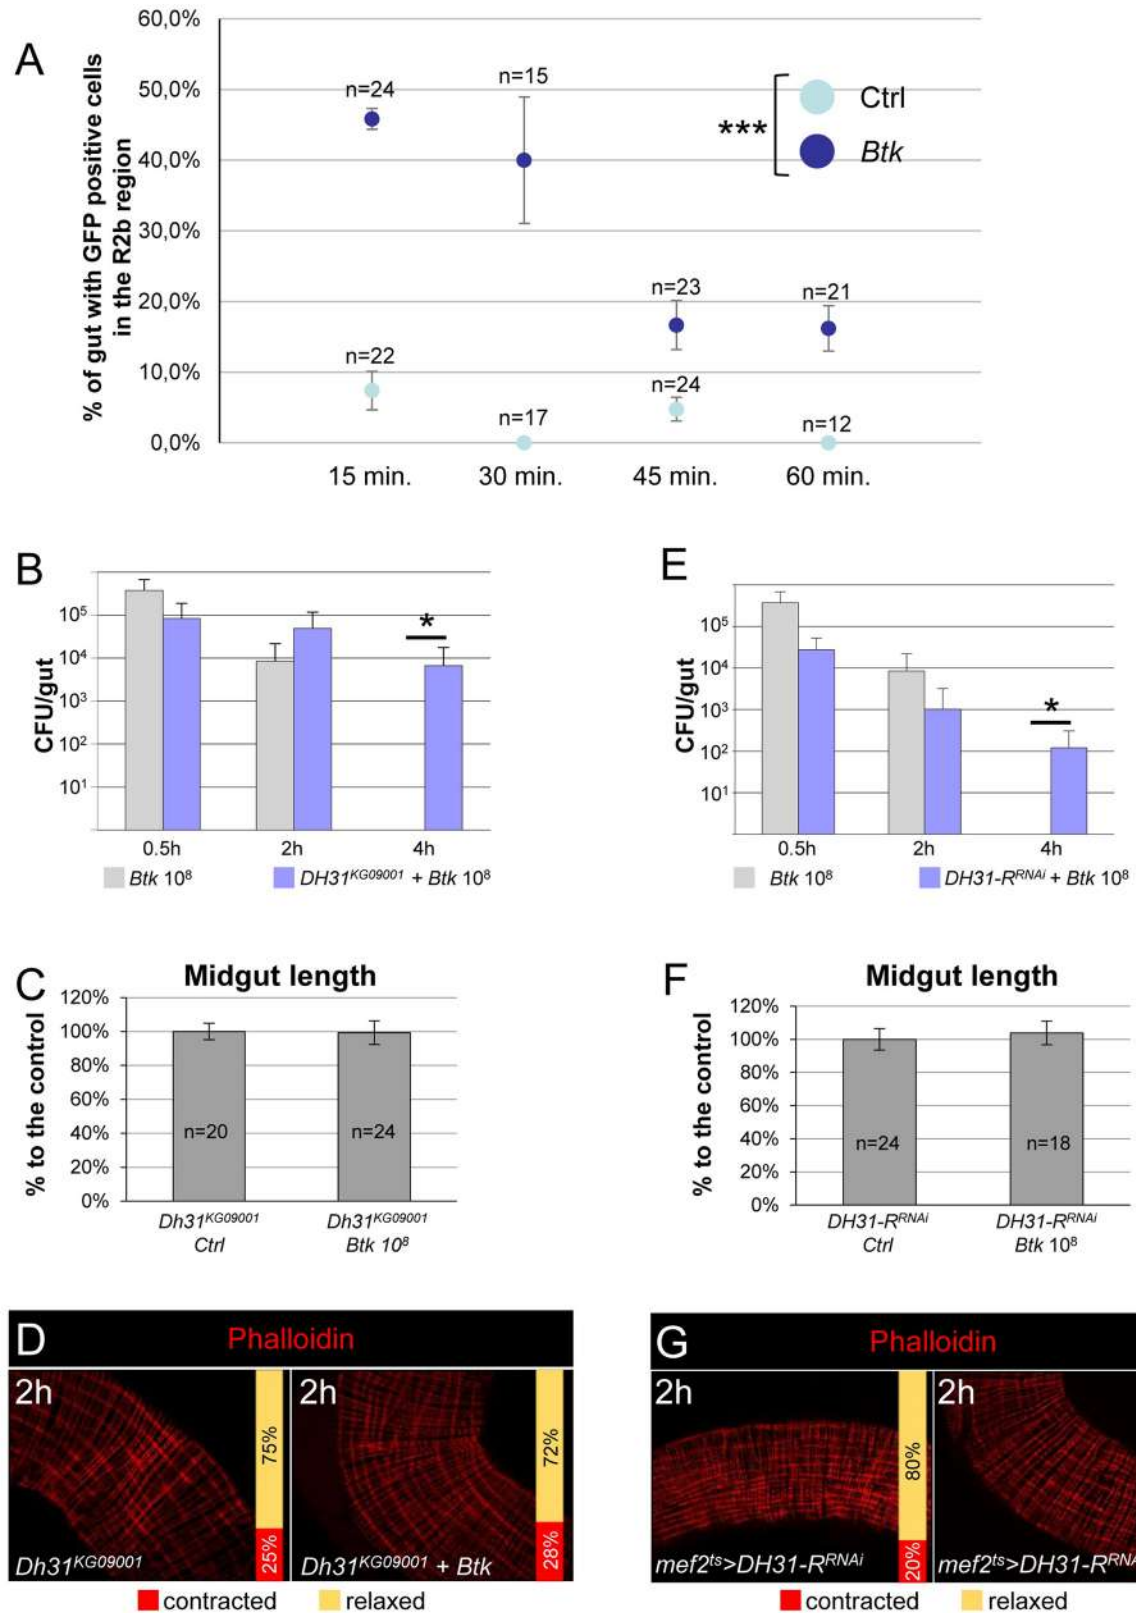 A
% of gut with GFP positive cells
in the R2b region
60,0%
50,0%
40,0%
30,0%
20,0%
10,0%
0,0%
n=24
n=15
n=23
n=21
n=22
n=17
n=24
n=12
***
Ctrl
Btk
15 min.
30 min.
45 min.
60 min.
B
CFU/gut
10⁵
10⁴
10³
10²
10¹
*
0.5h
2h
4h
Btk 10⁸
DH31ᴷᴳ⁰⁹⁰⁰¹ + Btk 10⁸
E
CFU/gut
10⁵
10⁴
10³
10²
10¹
*
0.5h
2h
4h
Btk 10⁸
DH31-Rᴿᴺᴬⁱ + Btk 10⁸
C
Midgut length
% to the control
120%
100%
80%
60%
40%
20%
0%
n=20
n=24
Dh31ᴷᴳ⁰⁹⁰⁰¹
Ctrl
Dh31ᴷᴳ⁰⁹⁰⁰¹
Btk 10⁸
F
Midgut length
% to the control
120%
100%
80%
60%
40%
20%
0%
n=24
n=18
DH31-Rᴿᴺᴬⁱ
Ctrl
DH31-Rᴿᴺᴬⁱ
Btk 10⁸
D
Phalloidin
2h
75%
25%
Dh31ᴷᴳ⁰⁹⁰⁰¹
2h
72%
28%
Dh31ᴷᴳ⁰⁹⁰⁰¹ + Btk
contracted
relaxed
G
Phalloidin
2h
80%
20%
mef2ᵗˢ>DH31-Rᴿᴺᴬⁱ
2h
mef2ᵗˢ>DH31-Rᴿᴺᴬ
contracted
relaxed